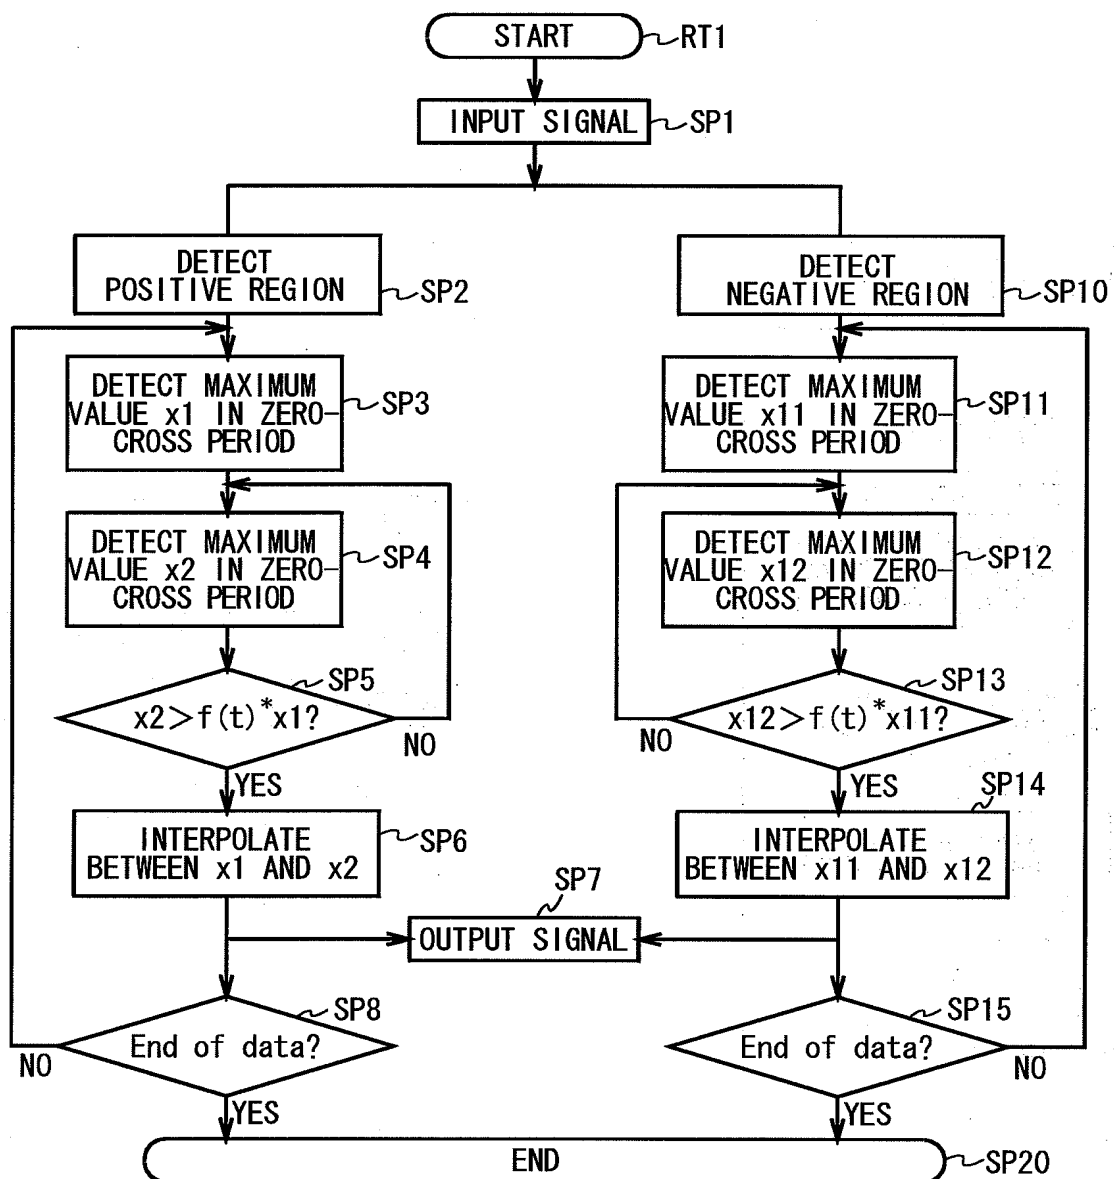 START
RT1
INPUT SIGNAL
SP1
DETECT
POSITIVE REGION
SP2
DETECT
NEGATIVE REGION
SP10
DETECT MAXIMUM
VALUE x1 IN ZERO-
CROSS PERIOD
SP3
DETECT MAXIMUM
VALUE x11 IN ZERO-
CROSS PERIOD
SP11
DETECT MAXIMUM
VALUE x2 IN ZERO-
CROSS PERIOD
SP4
DETECT MAXIMUM
VALUE x12 IN ZERO-
CROSS PERIOD
SP12
x2>f(t)*x1?
SP5
NO
YES
x12>f(t)*x11?
SP13
NO
YES
INTERPOLATE
BETWEEN x1 AND x2
SP6
INTERPOLATE
BETWEEN x11 AND x12
SP14
SP7
OUTPUT SIGNAL
End of data?
SP8
NO
YES
End of data?
SP15
NO
YES
END
SP20